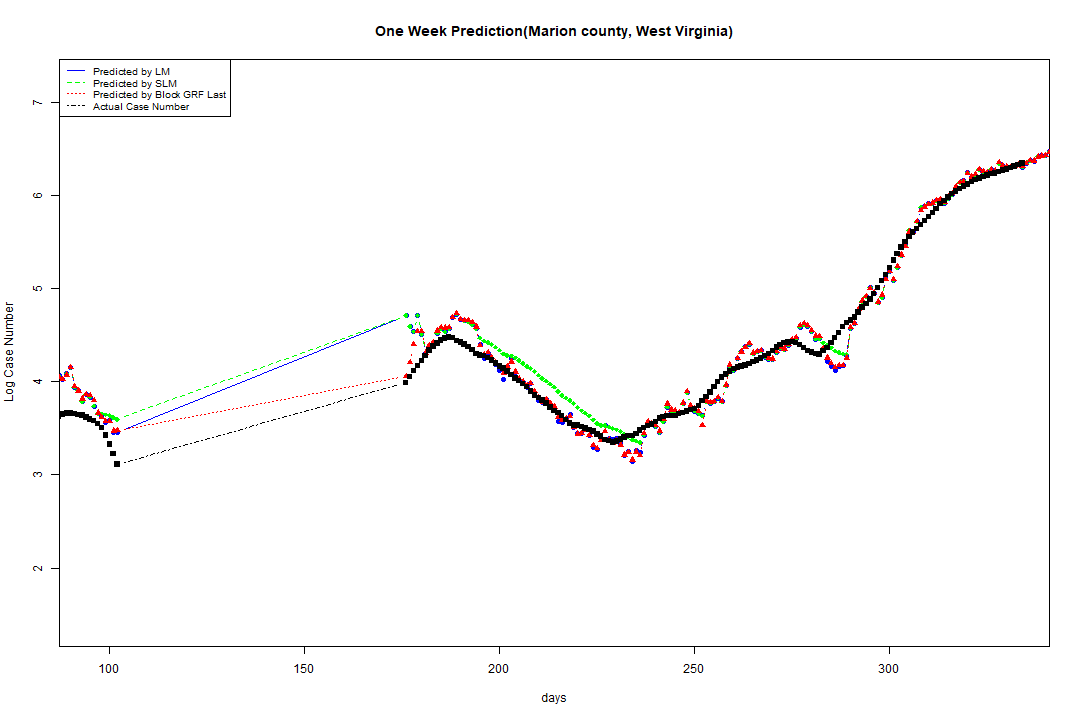 One Week Prediction(Marion county, West Virginia)
Predicted by LM
Predicted by SLM
Predicted by Block GRF Last
Actual Case Number
Log Case Number
7
6
5
4
3
2
100 150 200 250 300
days